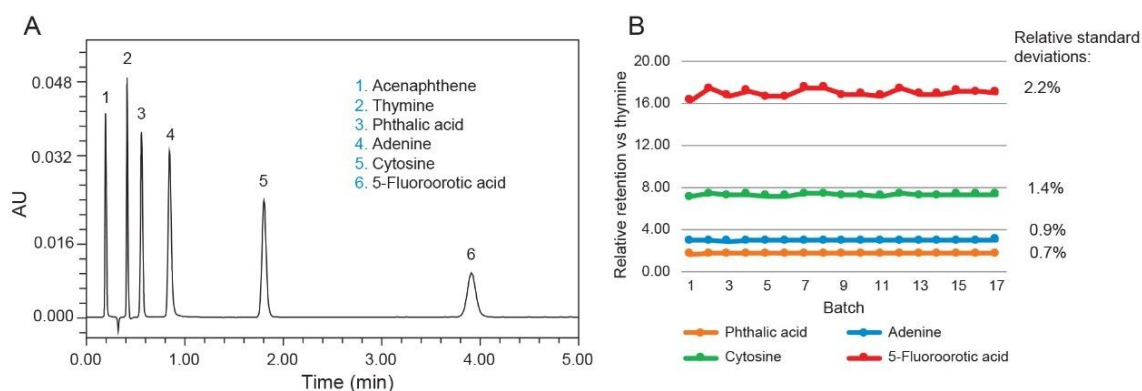 A
1
2
3
4
5
6
1. Acenaphthene
2. Thymine
3. Phthalic acid
4. Adenine
5. Cytosine
6. 5-Fluoroorotic acid
AU
0.048
0.032
0.016
0.000
0.00 1.00 2.00 3.00 4.00 5.00
Time (min)
B
Relative standard
deviations:
Relative retention vs thymine
20.00
16.00
12.00
8.00
4.00
0.00
2.2%
1.4%
0.9%
0.7%
1 3 5 7 9 11 13 15 17
Batch
Phthalic acid Adenine
Cytosine 5-Fluoroorotic acid